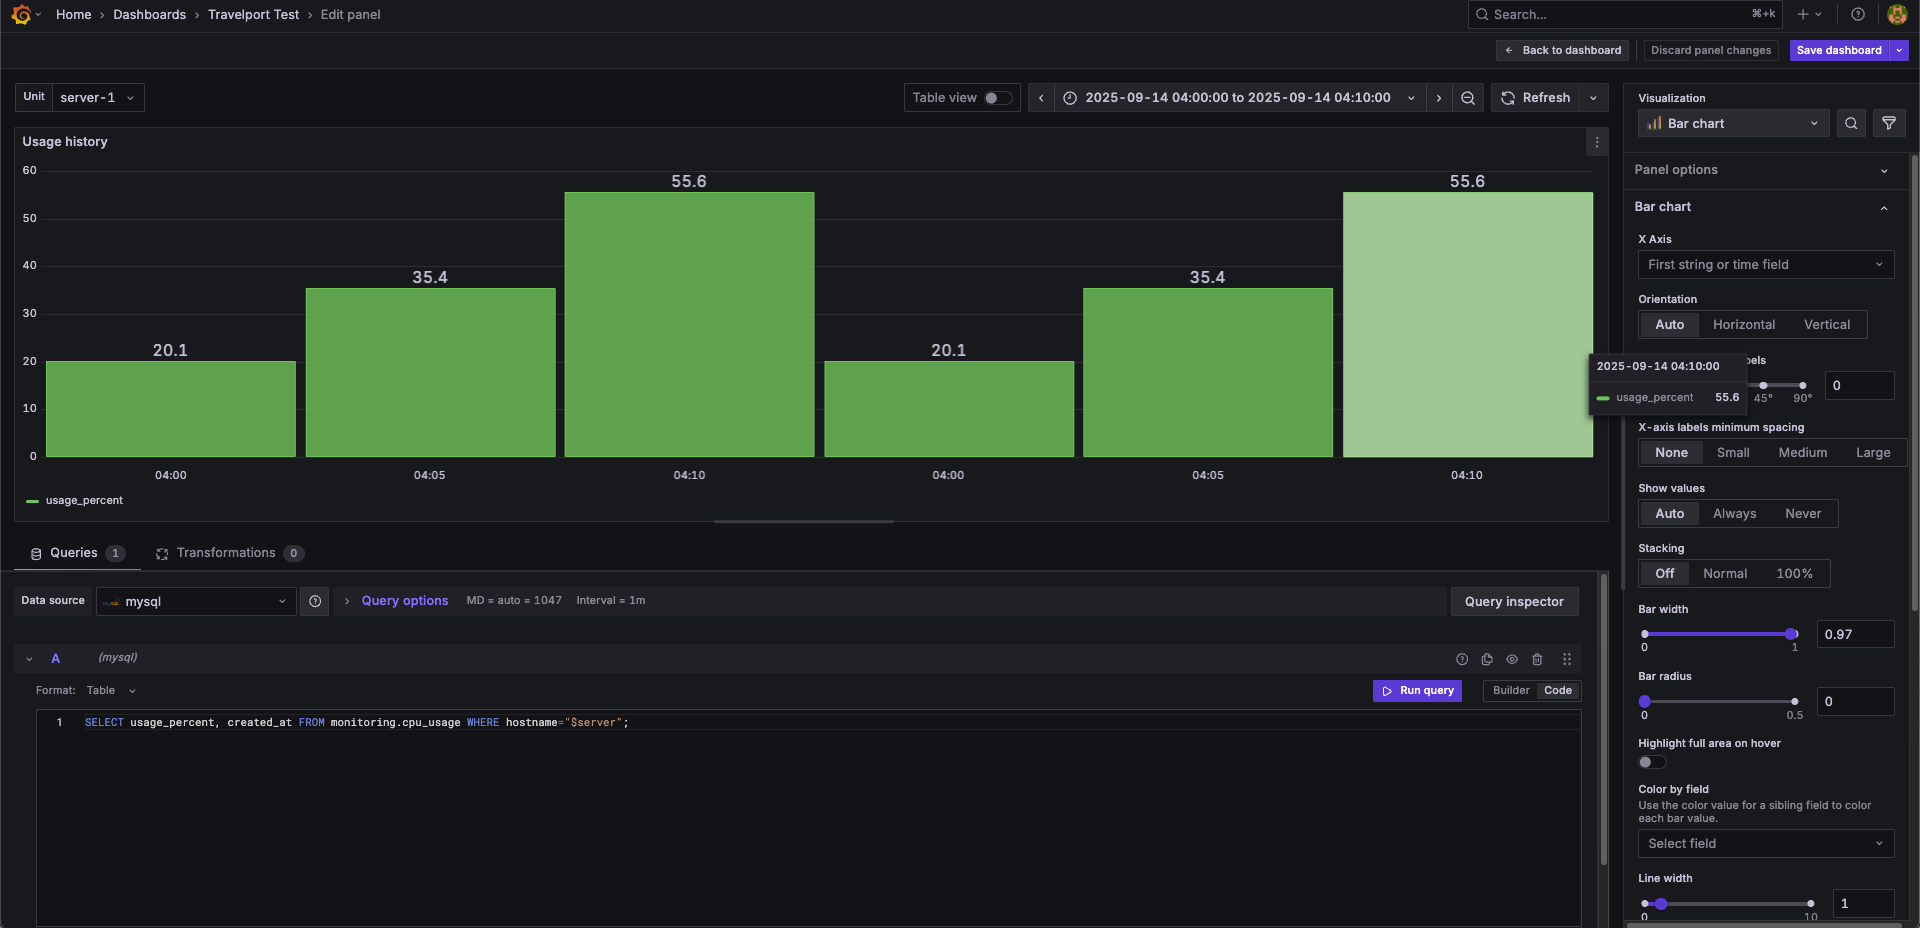 Home › Dashboards › Travelport Test › Edit panel
Search... ⌘+k
Back to dashboard Discard panel changes Save dashboard
Unit server-1
Table view 2025-09-14 04:00:00 to 2025-09-14 04:10:00 Refresh
Usage history
60
50
40
30
20
10
0
20.1 35.4 55.6 20.1 35.4 55.6
04:00 04:05 04:10 04:00 04:05 04:10
usage_percent
2025-09-14 04:10:00
usage_percent 55.6
Queries 1 Transformations 0
Data source mysql Query options MD = auto = 1047 Interval = 1m Query inspector
A (mysql)
Format: Table Run query Builder Code
1 SELECT usage_percent, created_at FROM monitoring.cpu_usage WHERE hostname="$server";
Visualization
Bar chart
Panel options
Bar chart
X Axis
First string or time field
Orientation
Auto Horizontal Vertical
0
45° 90°
X-axis labels minimum spacing
None Small Medium Large
Show values
Auto Always Never
Stacking
Off Normal 100%
Bar width
0 1 0.97
Bar radius
0 0.5 0
Highlight full area on hover
Color by field
Use the color value for a sibling field to color
each bar value.
Select field
Line width
0 10 1